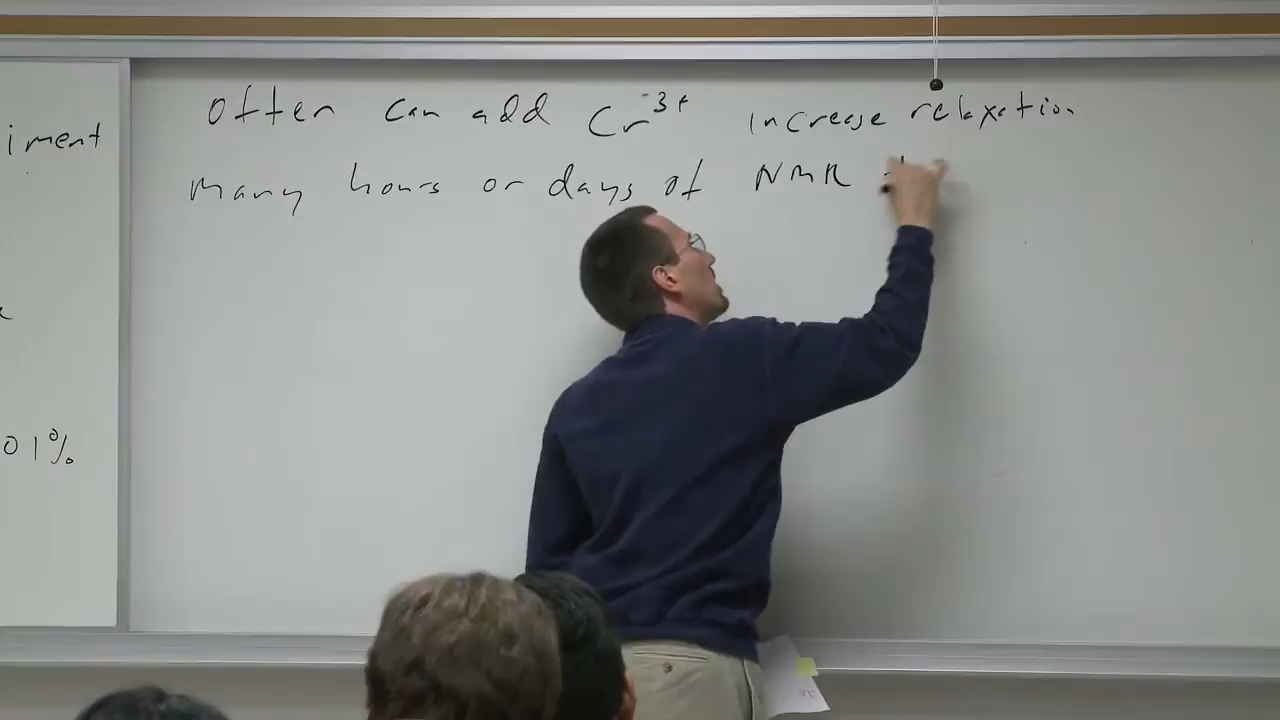 iment
01%
Often can add Cr³⁺ increase relaxation
Many hours or days of NMR